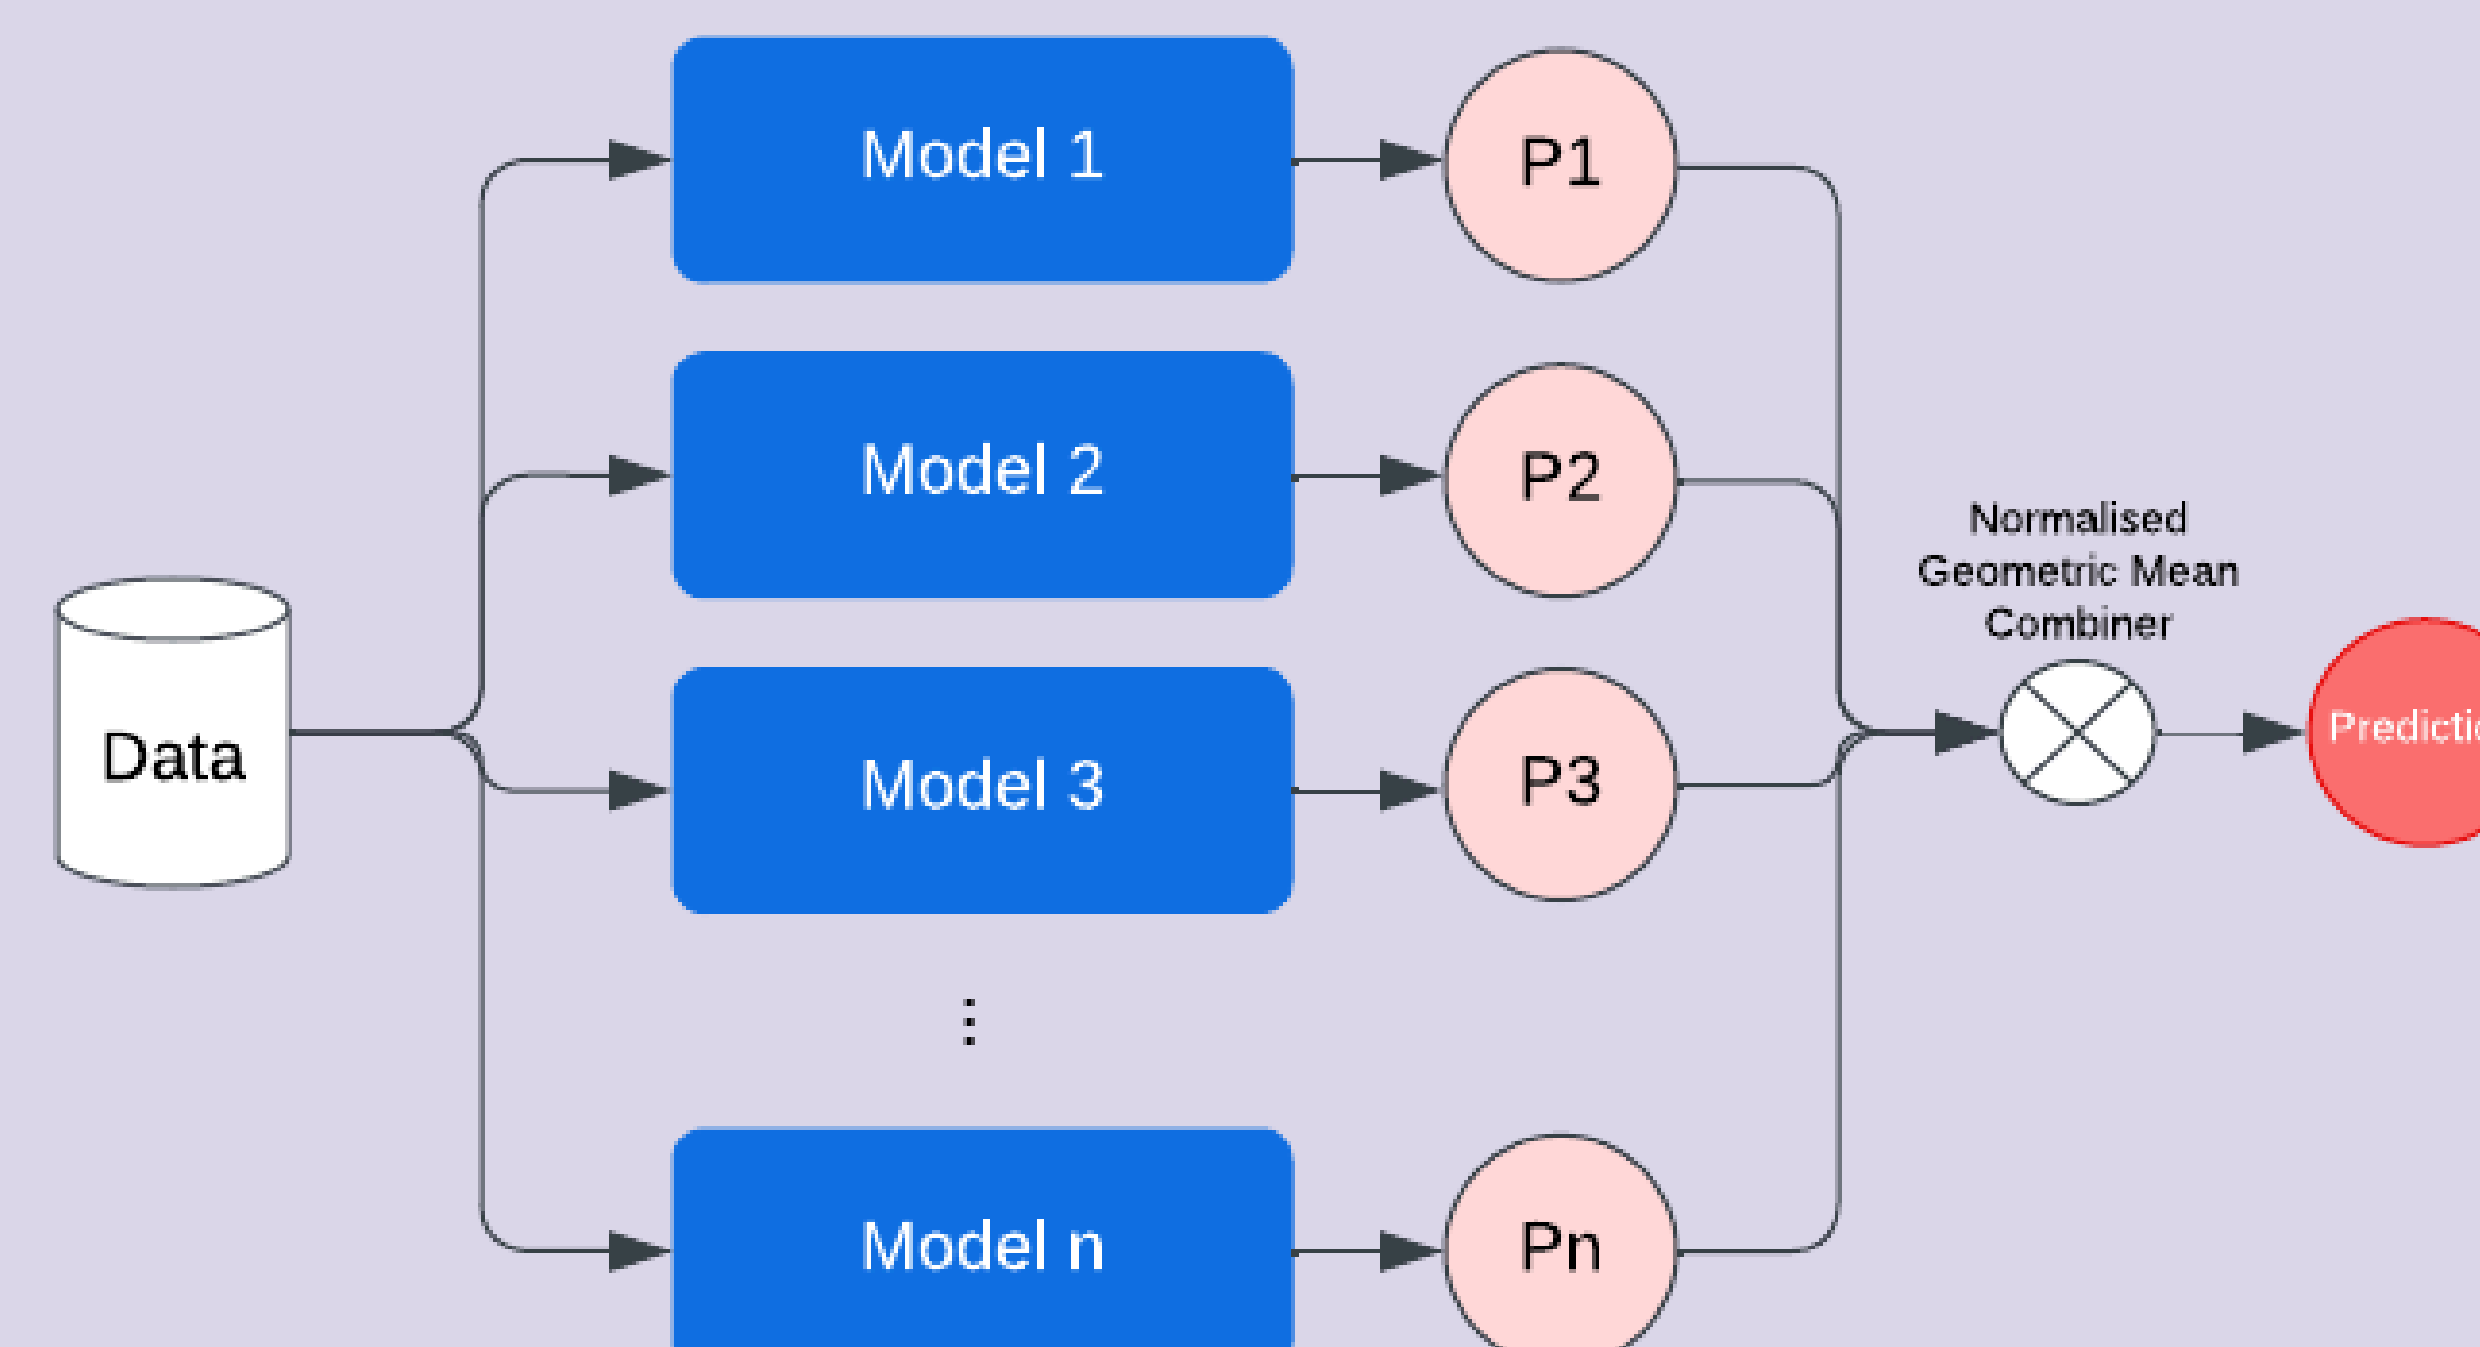 Model 1
P1
Model 2
P2
Normalised
Geometric Mean
Combiner
Data
Model 3
P3
⋮
Model n
Pn